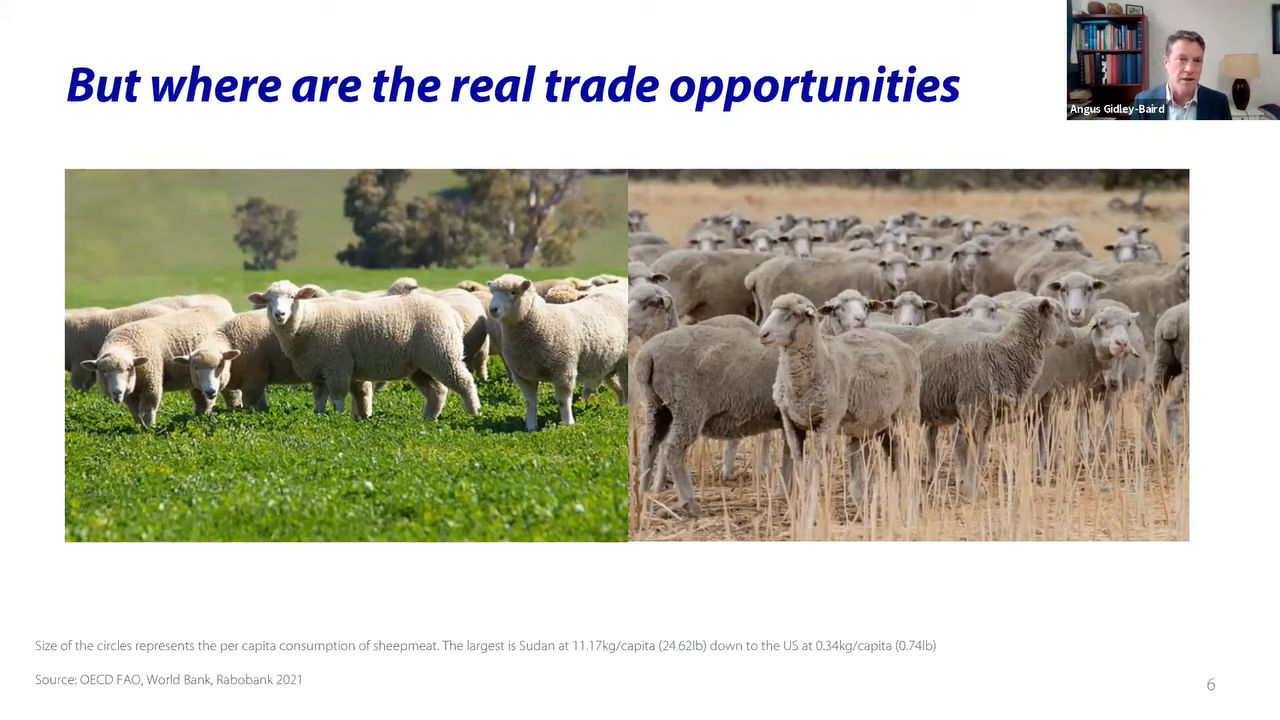 But where are the real trade opportunities
Angus Gidley-Baird
Size of the circles represents the per capita consumption of sheepmeat. The largest is Sudan at 11.17kg/capita (24.62lb) down to the US at 0.34kg/capita (0.74lb)
Source: OECD FAO, World Bank, Rabobank 2021
6